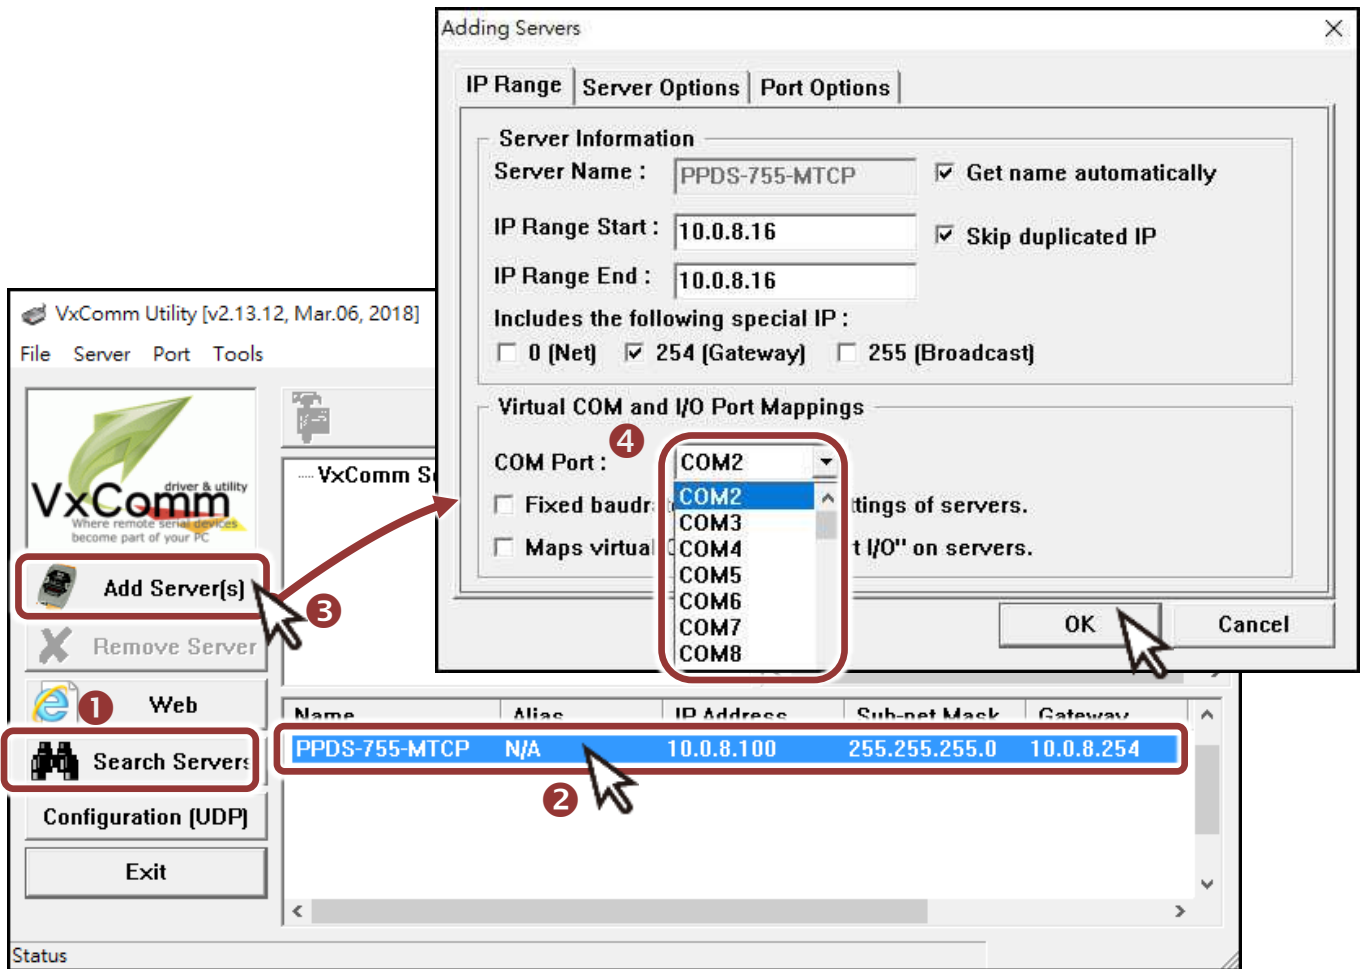 Adding Servers
IP Range
Server Options
Port Options
Server Information
Server Name :
PPDS-755-MTCP
Get name automatically
IP Range Start :
10.0.8.16
Skip duplicated IP
IP Range End :
10.0.8.16
Includes the following special IP :
0 (Net)
254 (Gateway)
255 (Broadcast)
Virtual COM and I/O Port Mappings
4
COM Port :
COM2
COM2
COM3
COM4
COM5
COM6
COM7
COM8
Fixed
of servers.
Maps
I/O" on servers.
OK
Cancel
VxComm Utility [v2.13.12, Mar.06, 2018]
File Server Port Tools
VxComm
driver & utility
Where remote serial devices
become part of your PC
VxComm
Add Server(s)
3
Remove Server
1
Web
Search Servers
Configuration (UDP)
Exit
Name Alias IP Address Sub-net Mask Gateway
PPDS-755-MTCP N/A 10.0.8.100 255.255.255.0 10.0.8.254
2
Status